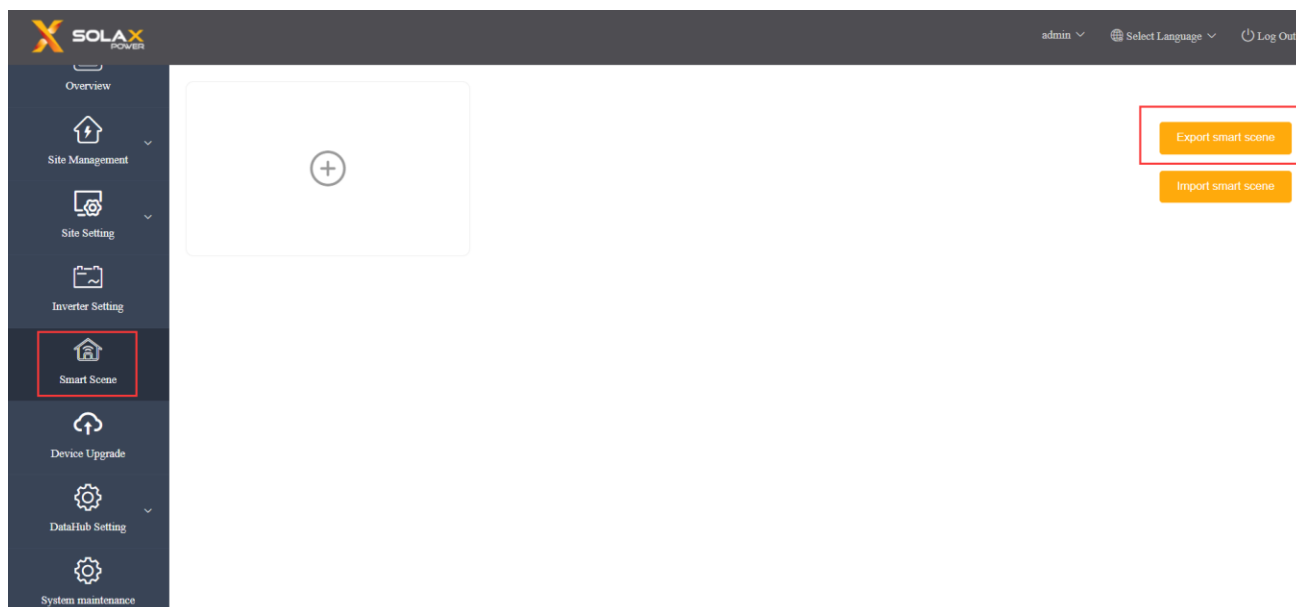 SOLAX
POWER
admin
Select Language
Log Out
Overview
Site Management
Site Setting
Inverter Setting
Smart Scene
Device Upgrade
DataHub Setting
System maintenance
Export smart scene
Import smart scene